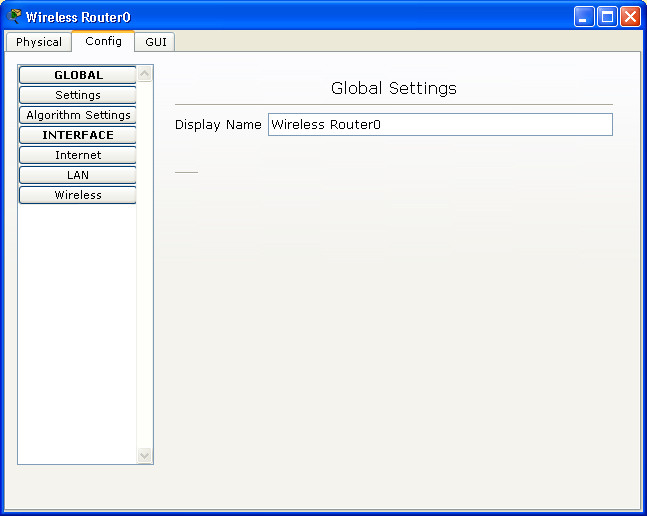 Wireless Router0
Physical Config GUI
GLOBAL
Settings
Algorithm Settings
INTERFACE
Internet
LAN
Wireless
Global Settings
Display Name Wireless Router0